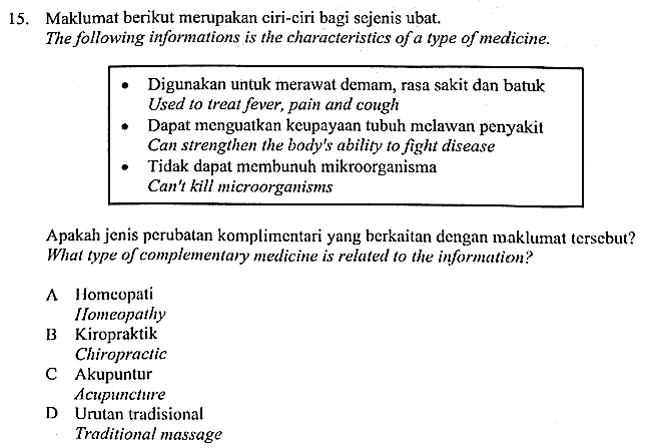 15. Maklumat berikut merupakan ciri-ciri bagi sejenis ubat.
The following informations is the characteristics of a type of medicine.
• Digunakan untuk merawat demam, rasa sakit dan batuk
Used to treat fever, pain and cough
• Dapat menguatkan keupayaan tubuh melawan penyakit
Can strengthen the body's ability to fight disease
• Tidak dapat membunuh mikroorganisma
Can't kill microorganisms
Apakah jenis perubatan komplimentari yang berkaitan dengan maklumat tersebut?
What type of complementary medicine is related to the information?
A Homeopati
Homeopathy
B Kiropraktik
Chiropractic
C Akupuntur
Acupuncture
D Urutan tradisional
Traditional massage